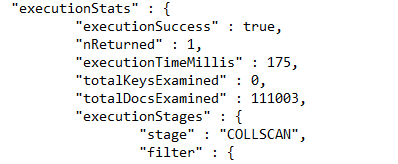 "executionStats" : {
"executionSuccess" : true,
"nReturned" : 1,
"executionTimeMillis" : 175,
"totalKeysExamined" : 0,
"totalDocsExamined" : 111003,
"executionStages" : {
"stage" : "COLLSCAN",
"filter" : {